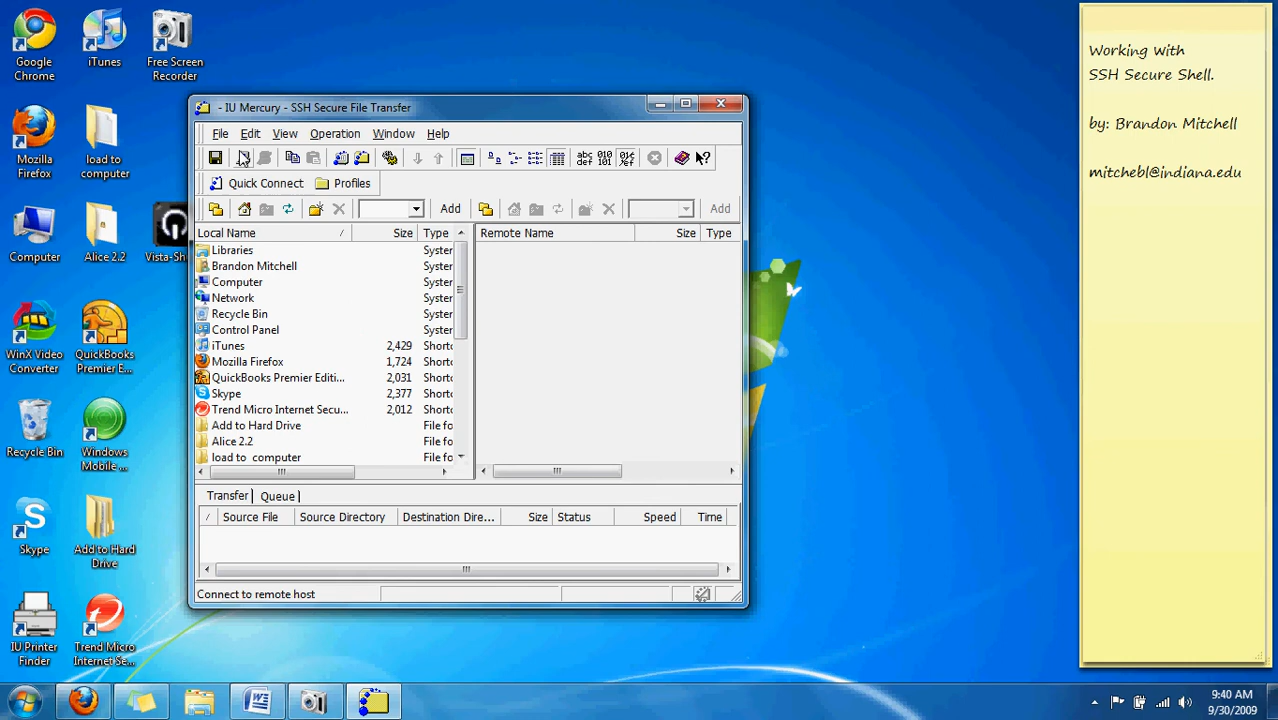 Google
Chrome
iTunes
Free Screen
Recorder
Mozilla
Firefox
load to
computer
Computer
Alice 2.2
Vista-Sh
WinX Video
Converter
QuickBooks
Premier E...
Recycle Bin
Windows
Mobile ...
Skype
Add to Hard
Drive
IU Printer
Finder
Trend Micro
Internet Se...
- IU Mercury - SSH Secure File Transfer
File Edit View Operation Window Help
Quick Connect Profiles
Add Add
Local Name / Size Type
Remote Name Size Type
Libraries Syster
Brandon Mitchell Syster
Computer Syster
Network Syster
Recycle Bin Syster
Control Panel Syster
iTunes 2,429 Shortc
Mozilla Firefox 1,724 Shortc
QuickBooks Premier Editi... 2,031 Shortc
Skype 2,377 Shortc
Trend Micro Internet Secu... 2,012 Shortc
Add to Hard Drive File fo
Alice 2.2 File fo
load to computer File fo
Transfer Queue
/ Source File Source Directory Destination Dire... Size Status Speed Time
Connect to remote host
Working with
SSH Secure Shell.
by: Brandon Mitchell
mitchebl@indiana.edu
9:40 AM
9/30/2009